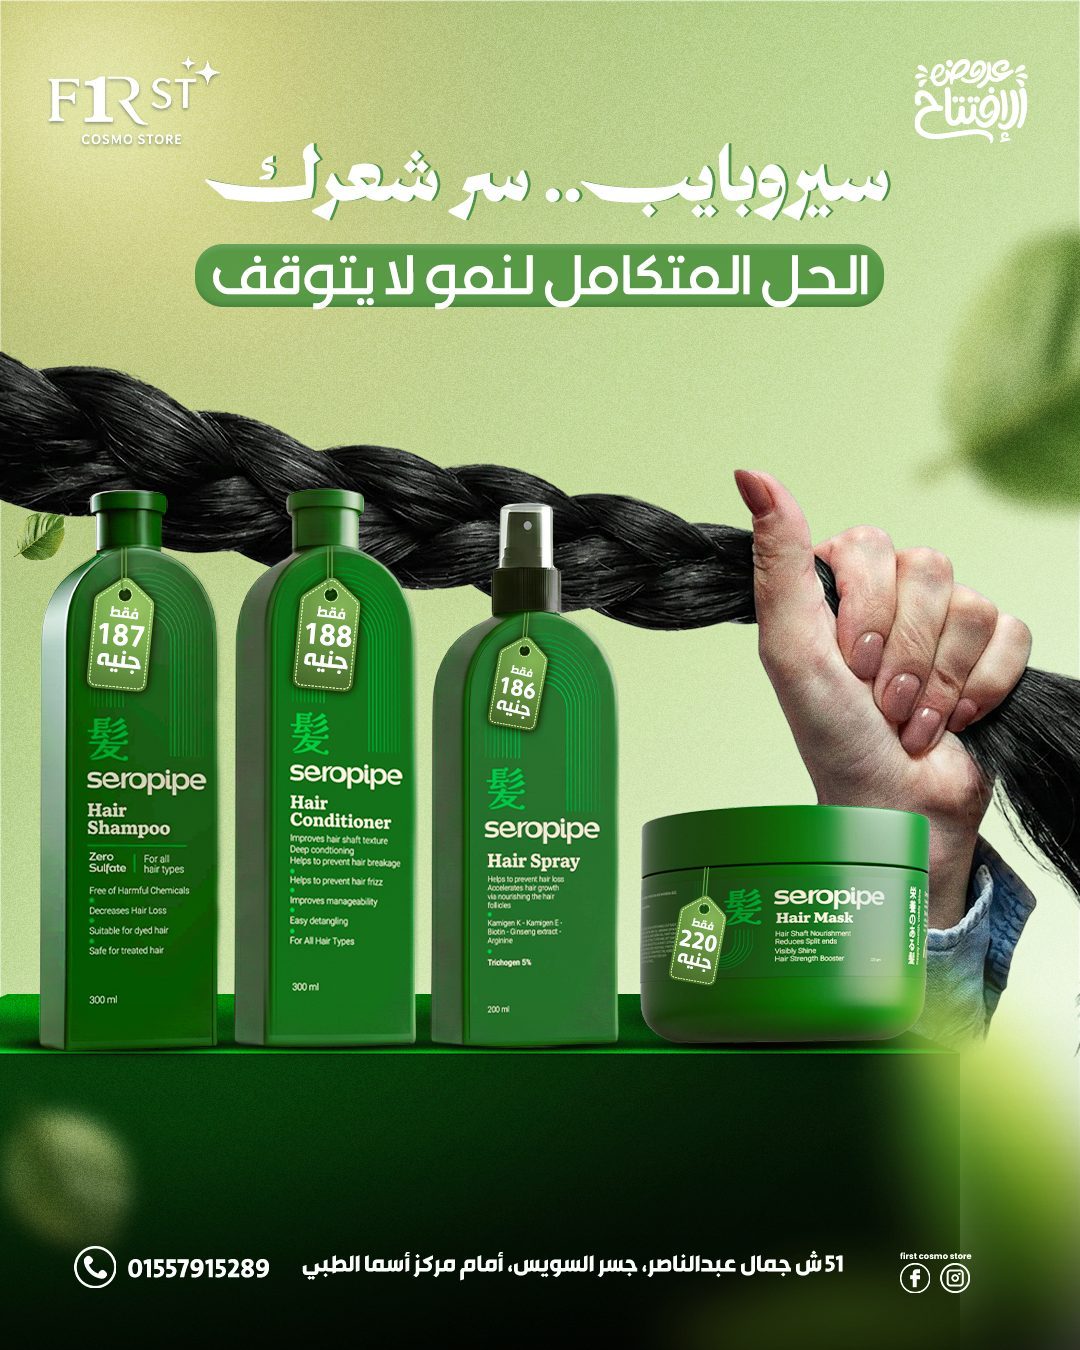 F1RST
COSMO STORE
عروض
الإفتتاح
سيروبايب.. سر شعرك
الحل المتكامل لنمو لا يتوقف
فقط
187
جنيه
髪
seropipe
Hair
Shampoo
Zero
Sulfate
For all
hair types
Free of Harmful Chemicals
Decreases Hair Loss
Suitable for dyed hair
Safe for treated hair
300 ml
فقط
188
جنيه
髪
seropipe
Hair
Conditioner
Improves hair shaft texture
Deep condtioning
Helps to prevent hair breakage
Helps to prevent hair frizz
Improves manageability
Easy detangling
For All Hair Types
300 ml
فقط
186
جنيه
髪
seropipe
Hair Spray
Helps to prevent hair loss
Accelerates hair growth
via nourishing the hair
follicles
Kamigen K - Kamigen E -
Biotin - Ginseng extract -
Arginine
Trichogen 5%
200 ml
فقط
220
جنيه
髪
seropipe
Hair Mask
Hair Shaft Nourishment
Reduces Split ends
Visibly Shine
Hair Strength Booster
01557915289
51 ش جمال عبدالناصر، جسر السويس، أمام مركز أسما الطبي
first cosmo store